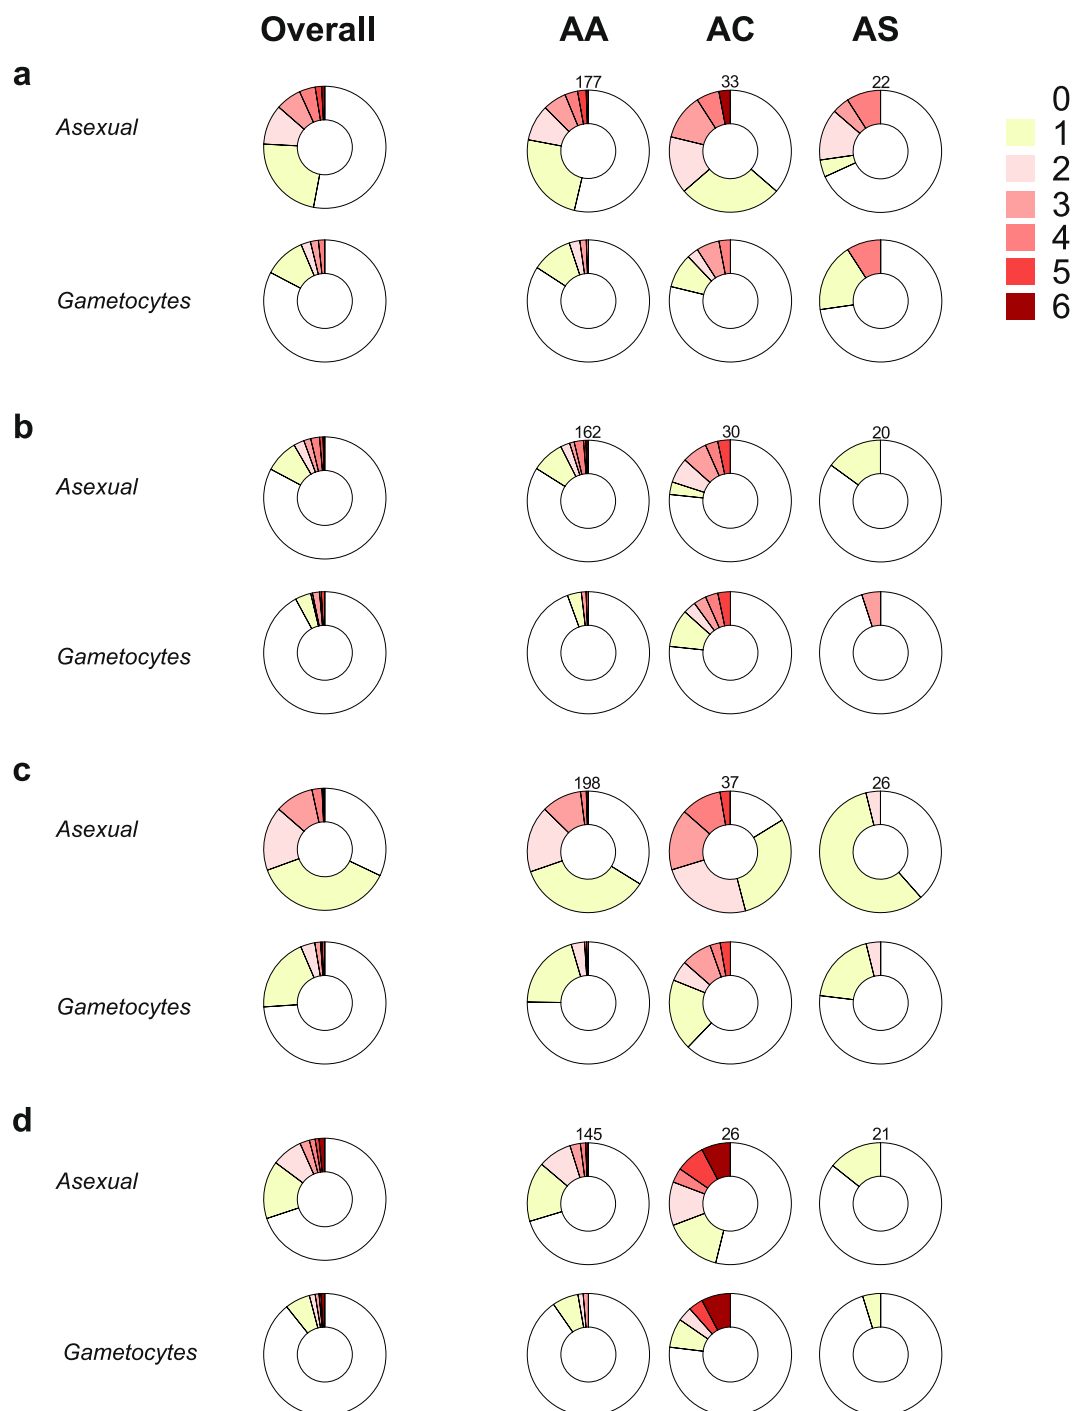 Overall AA AC AS
a
Asexual 177 33 22
Gametocytes
0
1
2
3
4
5
6
b
Asexual 162 30 20
Gametocytes
c
Asexual 198 37 26
Gametocytes
d
Asexual 145 26 21
Gametocytes